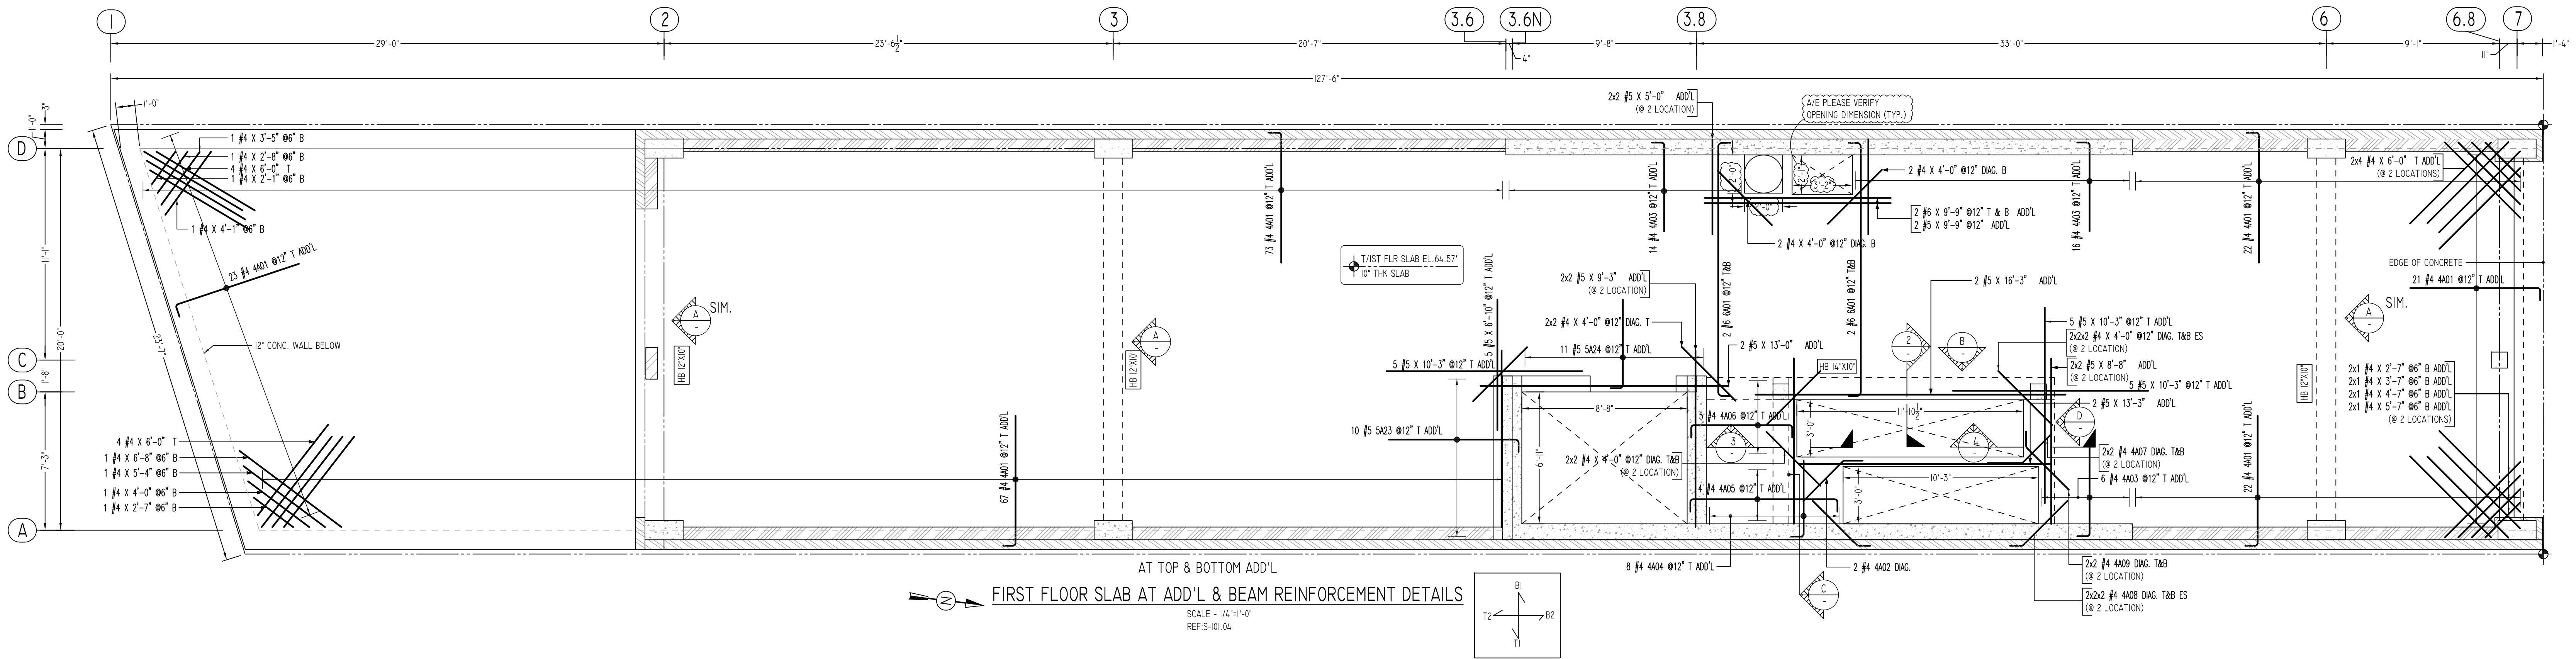 1
2
3
3.6
3.6N
3.8
6
6.8
7
29'-0"
23'-6½"
20'-7"
4"
9'-8"
33'-0"
9'-1"
11"
1'-4"
127'-6"
1'-3"
1'-0"
1'-0"
D
C
B
A
11'-1"
1'-8"
7'-3"
20'-0"
23'-7"
1 #4 X 3'-5" @6" B
1 #4 X 2'-8" @6" B
4 #4 X 6'-0" T
1 #4 X 2'-1" @6" B
1 #4 X 4'-1" @6" B
23 #4 4A01 @12" T ADD'L
12" CONC. WALL BELOW
4 #4 X 6'-0" T
1 #4 X 6'-8" @6" B
1 #4 X 5'-4" @6" B
1 #4 X 4'-0" @6" B
1 #4 X 2'-7" @6" B
A
-
SIM.
HB 12"X10"
A
-
HB 12"X10"
73 #4 4A01 @12" T ADD'L
67 #4 4A01 @12" T ADD'L
T/1ST FLR SLAB EL.64.57'
10" THK SLAB
2x2 #5 X 5'-0" ADD'L
(@ 2 LOCATION)
A/E PLEASE VERIFY
OPENING DIMENSION (TYP.)
14 #4 4A03 @12" T ADD'L
2'-0"
2'-0"
2'-1"
3'-2"
2 #4 X 4'-0" @12" DIAG. B
2 #6 X 9'-9" @12" T & B ADD'L
2 #5 X 9'-9" @12" ADD'L
2 #4 X 4'-0" @12" DIAG. B
16 #4 4A03 @12" T ADD'L
22 #4 4A01 @12" T ADD'L
2x4 #4 X 6'-0" T ADD'L
(@ 2 LOCATIONS)
EDGE OF CONCRETE
21 #4 4A01 @12" T ADD'L
A
-
SIM.
HB 12"X10"
2x1 #4 X 2'-7" @6" B ADD'L
2x1 #4 X 3'-7" @6" B ADD'L
2x1 #4 X 4'-7" @6" B ADD'L
2x1 #4 X 5'-7" @6" B ADD'L
(@ 2 LOCATIONS)
5 #5 X 6'-10" @12" T ADD'L
2x2 #5 X 9'-3" ADD'L
(@ 2 LOCATION)
2x2 #4 X 4'-0" @12" DIAG. T
11 #5 5A24 @12" T ADD'L
5 #5 X 10'-3" @12" T ADD'L
2 #6 6A01 @12" T&B
2 #6 6A01 @12" T&B
2 #5 X 13'-0" ADD'L
HB 14"X10"
2 #5 X 16'-3" ADD'L
2
-
B
-
5 #5 X 10'-3" @12" T ADD'L
2x2x2 #4 X 4'-0" @12" DIAG. T&B ES
(@ 2 LOCATION)
2x2 #5 X 8'-8" ADD'L
(@ 2 LOCATION)
5 #5 X 10'-3" @12" T ADD'L
2 #5 X 13'-3" ADD'L
D
-
8'-8"
6'-11"
10 #5 5A23 @12" T ADD'L
5 #4 4A06 @12" T ADD'L
3
-
2x2 #4 X 4'-0" @12" DIAG. T&B
(@ 2 LOCATION)
4 #4 4A05 @12" T ADD'L
11'-10½"
3'-0"
4
-
10'-3"
3'-0"
2x2 #4 4A07 DIAG. T&B
(@ 2 LOCATION)
6 #4 4A03 @12" T ADD'L
22 #4 4A01 @12" T ADD'L
8 #4 4A04 @12" T ADD'L
2 #4 4A02 DIAG.
C
-
2x2 #4 4A09 DIAG. T&B
(@ 2 LOCATION)
2x2x2 #4 4A08 DIAG. T&B ES
(@ 2 LOCATION)
AT TOP & BOTTOM ADD'L
N
FIRST FLOOR SLAB AT ADD'L & BEAM REINFORCEMENT DETAILS
SCALE - 1/4"=1'-0"
REF:S-101.04
B1
T2
B2
T1